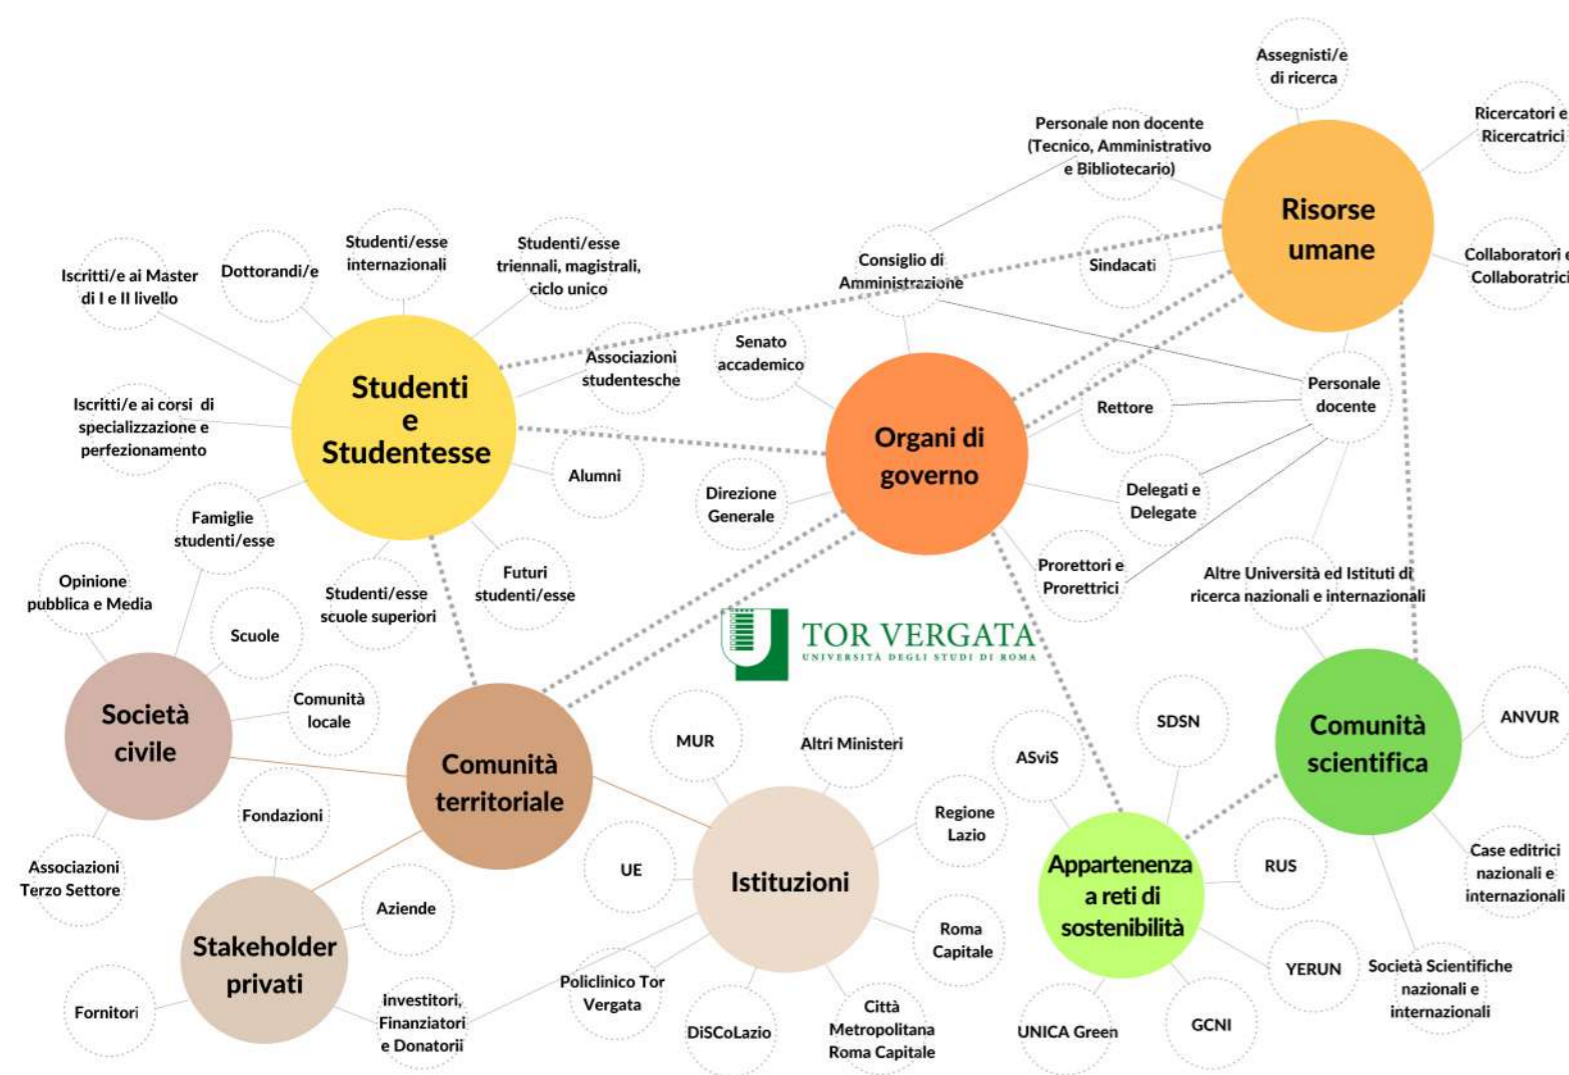 Assegnisti/e
di ricerca
Ricercatori e
Ricercatrici
Personale non docente
(Tecnico, Amministrativo
e Bibliotecario)
Risorse
umane
Sindacati
Collaboratori e
Collaboratrici
Consiglio di
Amministrazione
Studenti/esse
internazionali
Studenti/esse
triennali, magistrali,
ciclo unico
Dottorandi/e
Iscritti/e ai Master
di I e II livello
Senato
accademico
Associazioni
studentesche
Studenti
e
Studentesse
Iscritti/e ai corsi di
specializzazione e
perfezionamento
Personale
docente
Rettore
Organi di
governo
Alumni
Direzione
Generale
Delegati e
Delegate
Famiglie
studenti/esse
Prorettori e
Prorettrici
Altre Università ed Istituti di
ricerca nazionali e internazionali
Futuri
studenti/esse
Studenti/esse
scuole superiori
Opinione
pubblica e Media
Scuole
TOR VERGATA
UNIVERSITÀ DEGLI STUDI DI ROMA
Società
civile
Comunità
locale
MUR
Altri Ministeri
SDSN
ANVUR
ASviS
Comunità
scientifica
Comunità
territoriale
Fondazioni
Regione
Lazio
Associazioni
Terzo Settore
UE
Istituzioni
Appartenenza
a reti di
sostenibilità
RUS
Case editrici
nazionali e
internazionali
Aziende
Roma
Capitale
Stakeholder
privati
YERUN
Società Scientifiche
nazionali e
internazionali
Policlinico Tor
Vergata
Fornitori
Investitori,
Finanziatori
e Donatorii
DiSCoLazio
Città
Metropolitana
Roma Capitale
UNICA Green
GCNI